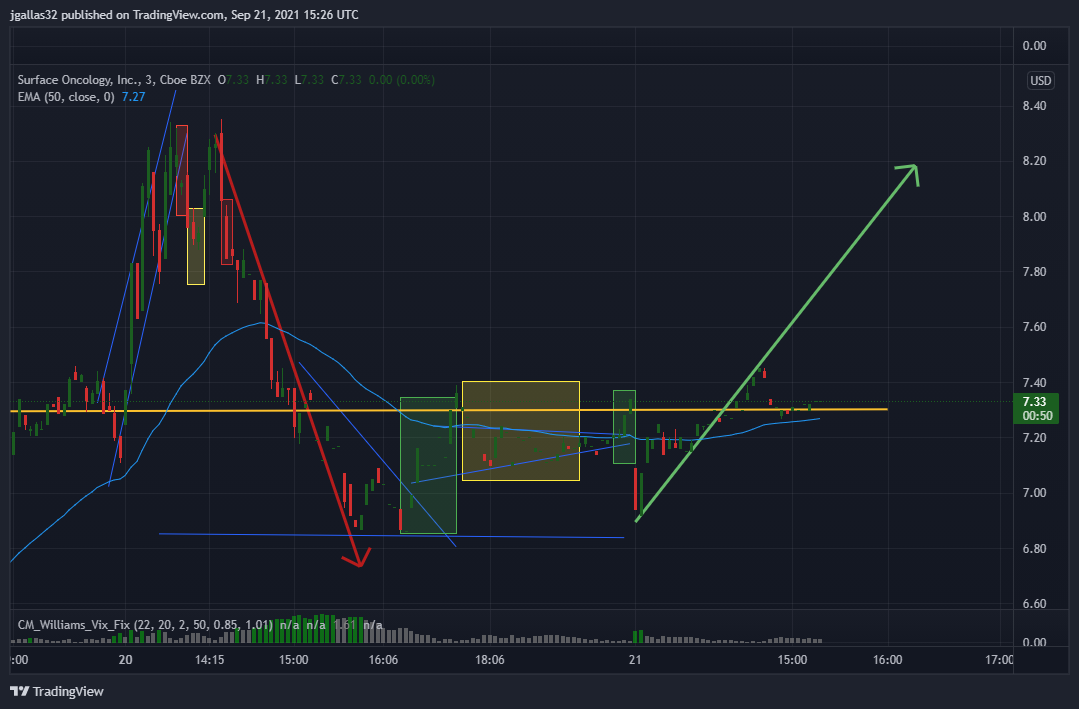 jgallas32 published on TradingView.com, Sep 21, 2021 15:26 UTC
0.00
Surface Oncology, Inc., 3, Cboe BZX O7.33 H7.33 L7.33 C7.33 0.00 (0.00%)
USD
EMA (50, close, 0) 7.27
8.40
8.20
8.00
7.80
7.60
7.40
7.33
00:50
7.20
7.00
6.80
6.60
CM_Williams_Vix_Fix (22, 20, 2, 50, 0.85, 1.01) n/a n/a 1.61 n/a
0.00
:00 20 14:15 15:00 16:06 18:06 21 15:00 16:00 17:00
TradingView